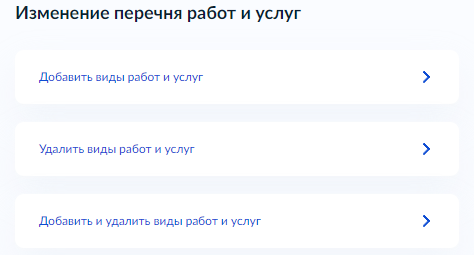 Изменение перечня работ и услуг
Добавить виды работ и услуг
Удалить виды работ и услуг
Добавить и удалить виды работ и услуг